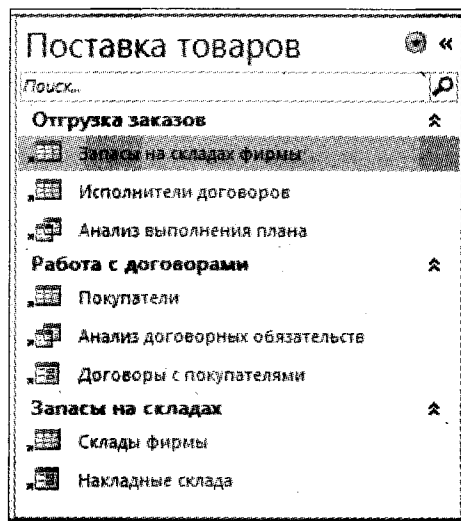 Поставка товаров
Поиск...
Отгрузка заказов
Запасы на складах фирмы
Исполнители договоров
Анализ выполнения плана
Работа с договорами
Покупатели
Анализ договорных обязательств
Договоры с покупателями
Запасы на складах
Склады фирмы
Накладные склада